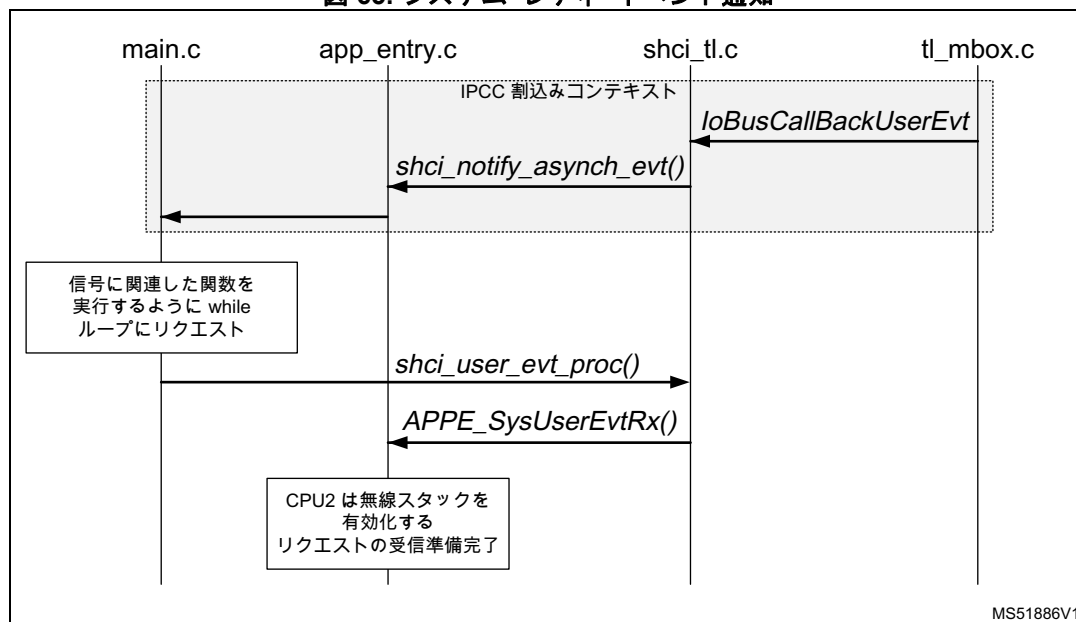 main.c app_entry.c shci_tl.c tl_mbox.c
IPCC 割込みコンテキスト
IoBusCallBackUserEvt
shci_notify_asynch_evt()
信号に関連した関数を
実行するように while
ループにリクエスト
shci_user_evt_proc()
APPE_SysUserEvtRx()
CPU2 は無線スタックを
有効化する
リクエストの受信準備完了
MS51886V1